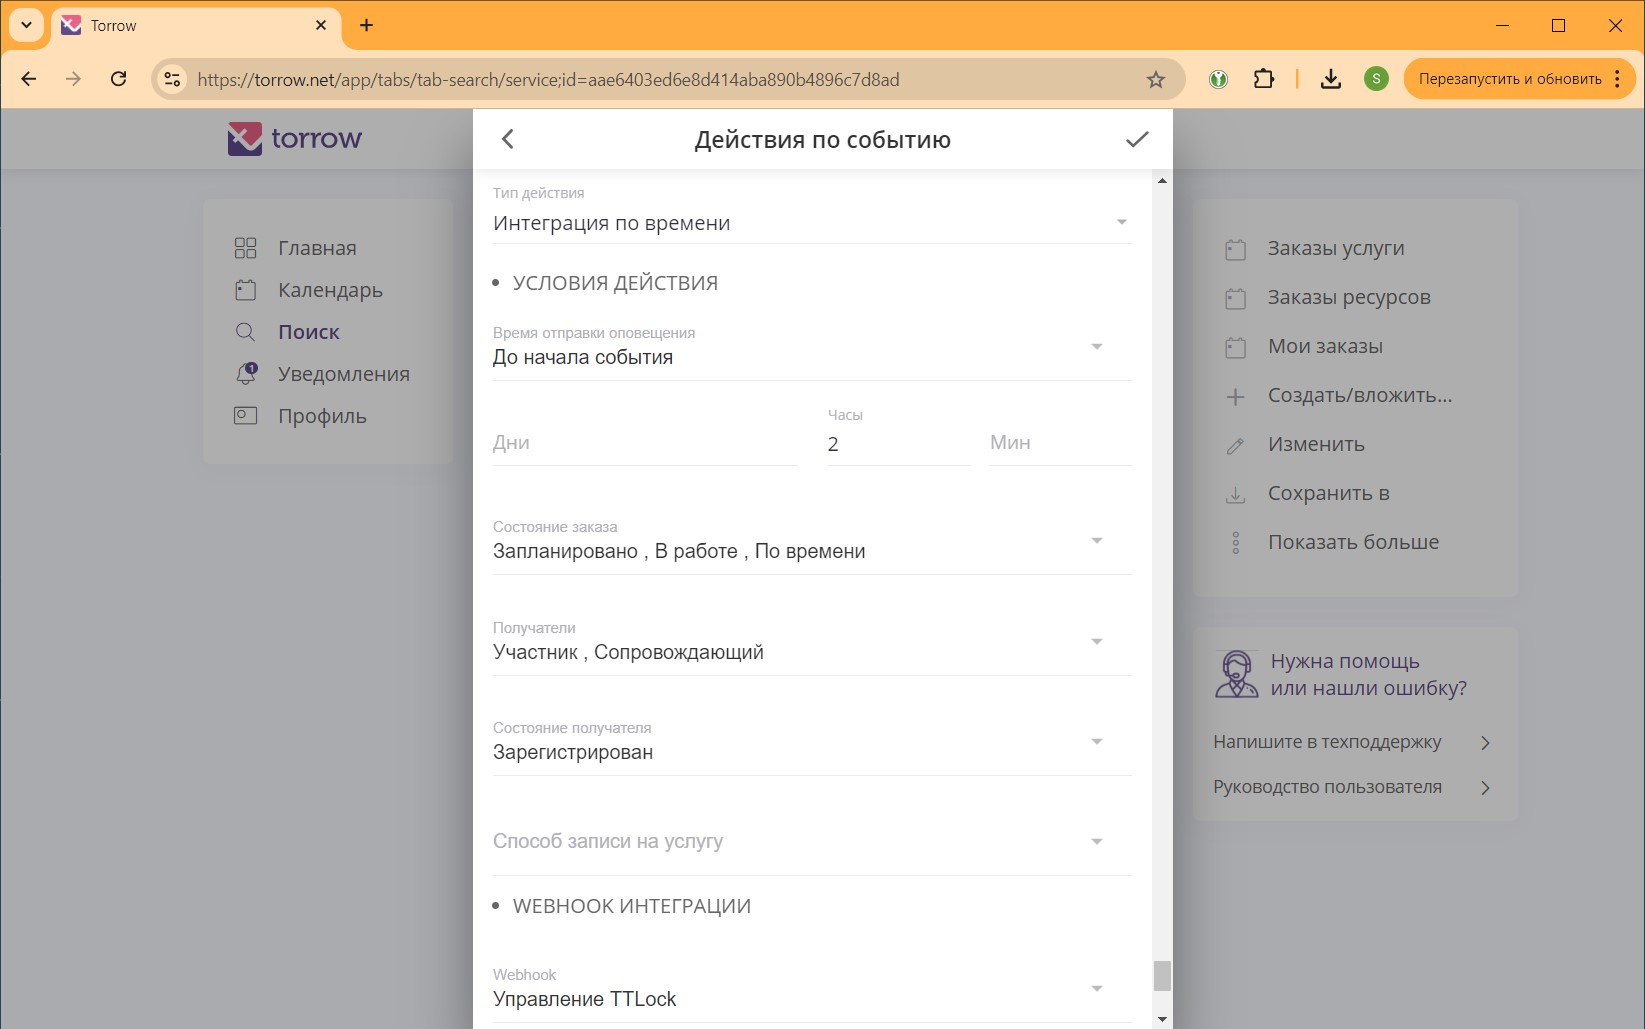 Torrow
https://torrow.net/app/tabs/tab-search/service;id=aae6403ed6e8d414aba890b4896c7d8ad
S
Перезапустить и обновить
torrow
Главная
Календарь
Поиск
1
Уведомления
Профиль
Действия по событию
Тип действия
Интеграция по времени
• УСЛОВИЯ ДЕЙСТВИЯ
Время отправки оповещения
До начала события
Дни
Часы
2
Мин
Состояние заказа
Запланировано , В работе , По времени
Получатели
Участник , Сопровождающий
Состояние получателя
Зарегистрирован
Способ записи на услугу
• WEBHOOK ИНТЕГРАЦИИ
Webhook
Управление TTLock
Заказы услуги
Заказы ресурсов
Мои заказы
Создать/вложить...
Изменить
Сохранить в
Показать больше
Нужна помощь
или нашли ошибку?
Напишите в техподдержку
Руководство пользователя